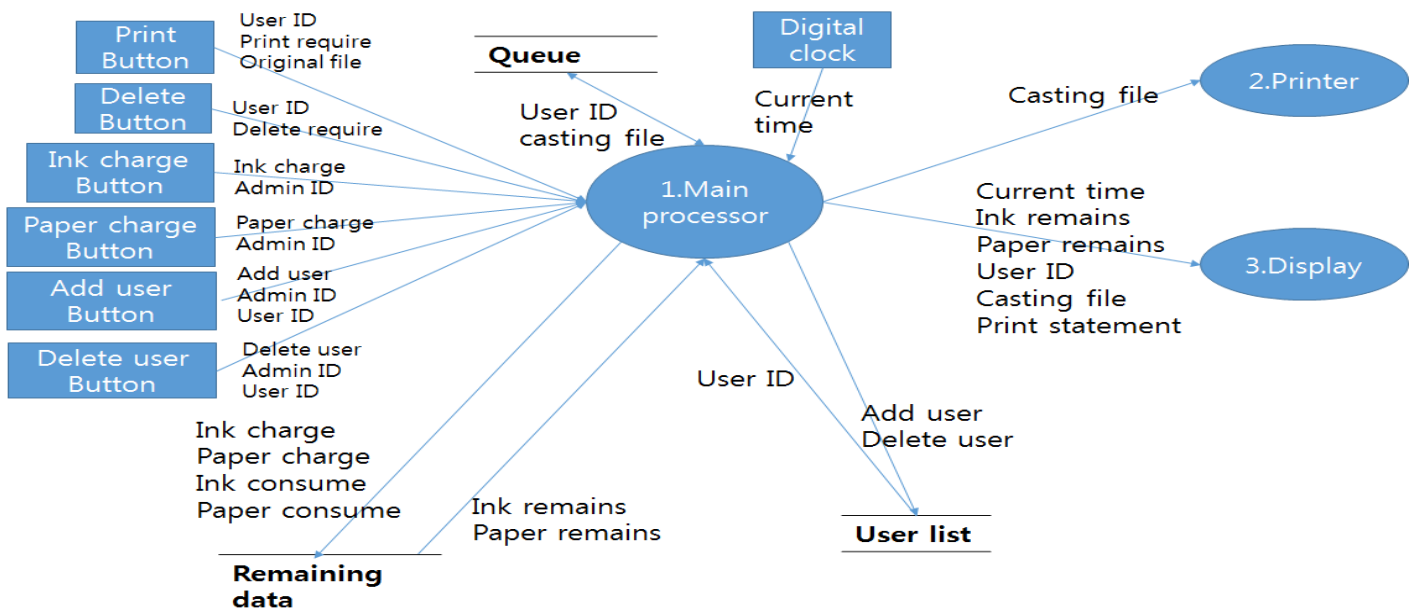 Print
Button
User ID
Print require
Original file
Delete
Button
User ID
Delete require
Ink charge
Button
Ink charge
Admin ID
Paper charge
Button
Paper charge
Admin ID
Add user
Button
Add user
Admin ID
User ID
Delete user
Button
Delete user
Admin ID
User ID
Queue
User ID
casting file
Digital
clock
Current
time
1.Main
processor
Casting file
2.Printer
Current time
Ink remains
Paper remains
User ID
Casting file
Print statement
3.Display
Ink charge
Paper charge
Ink consume
Paper consume
Ink remains
Paper remains
Remaining
data
User ID
Add user
Delete user
User list